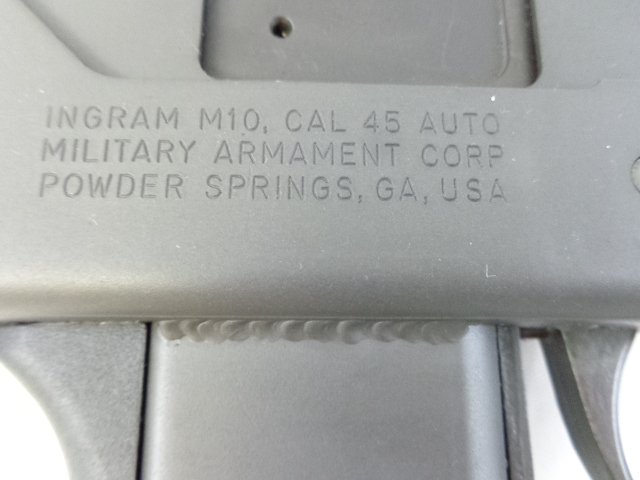 INGRAM M10, CAL 45 AUTO
MILITARY ARMAMENT CORP
POWDER SPRINGS, GA, USA